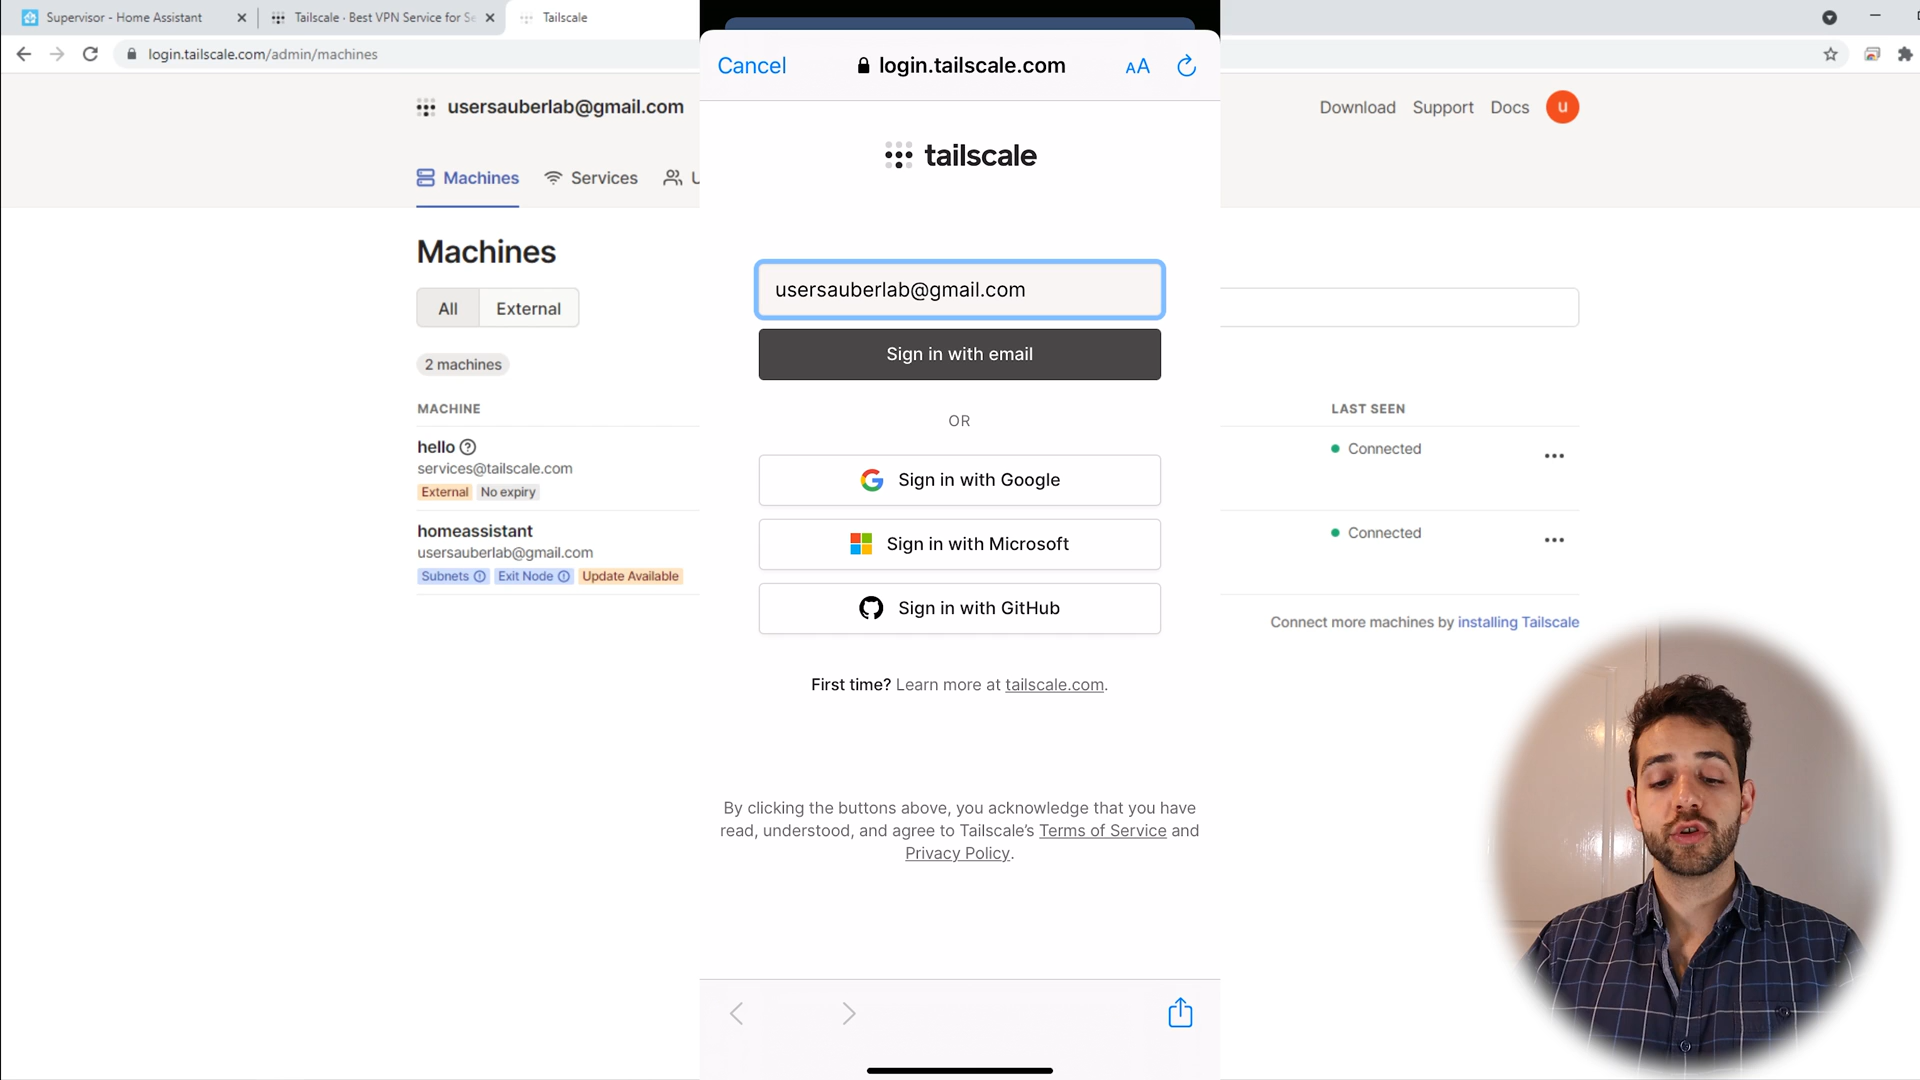 Supervisor - Home Assistant
Tailscale · Best VPN Service for Se
Tailscale
login.tailscale.com/admin/machines
usersauberlab@gmail.com
Download Support Docs u
Machines Services U
Machines
All External
2 machines
MACHINE
LAST SEEN
hello
services@tailscale.com
External No expiry
Connected
homeassistant
usersauberlab@gmail.com
Subnets Exit Node Update Available
Connected
Connect more machines by installing Tailscale
Cancel login.tailscale.com AA
tailscale
usersauberlab@gmail.com
Sign in with email
OR
Sign in with Google
Sign in with Microsoft
Sign in with GitHub
First time? Learn more at tailscale.com.
By clicking the buttons above, you acknowledge that you have
read, understood, and agree to Tailscale’s Terms of Service and
Privacy Policy.